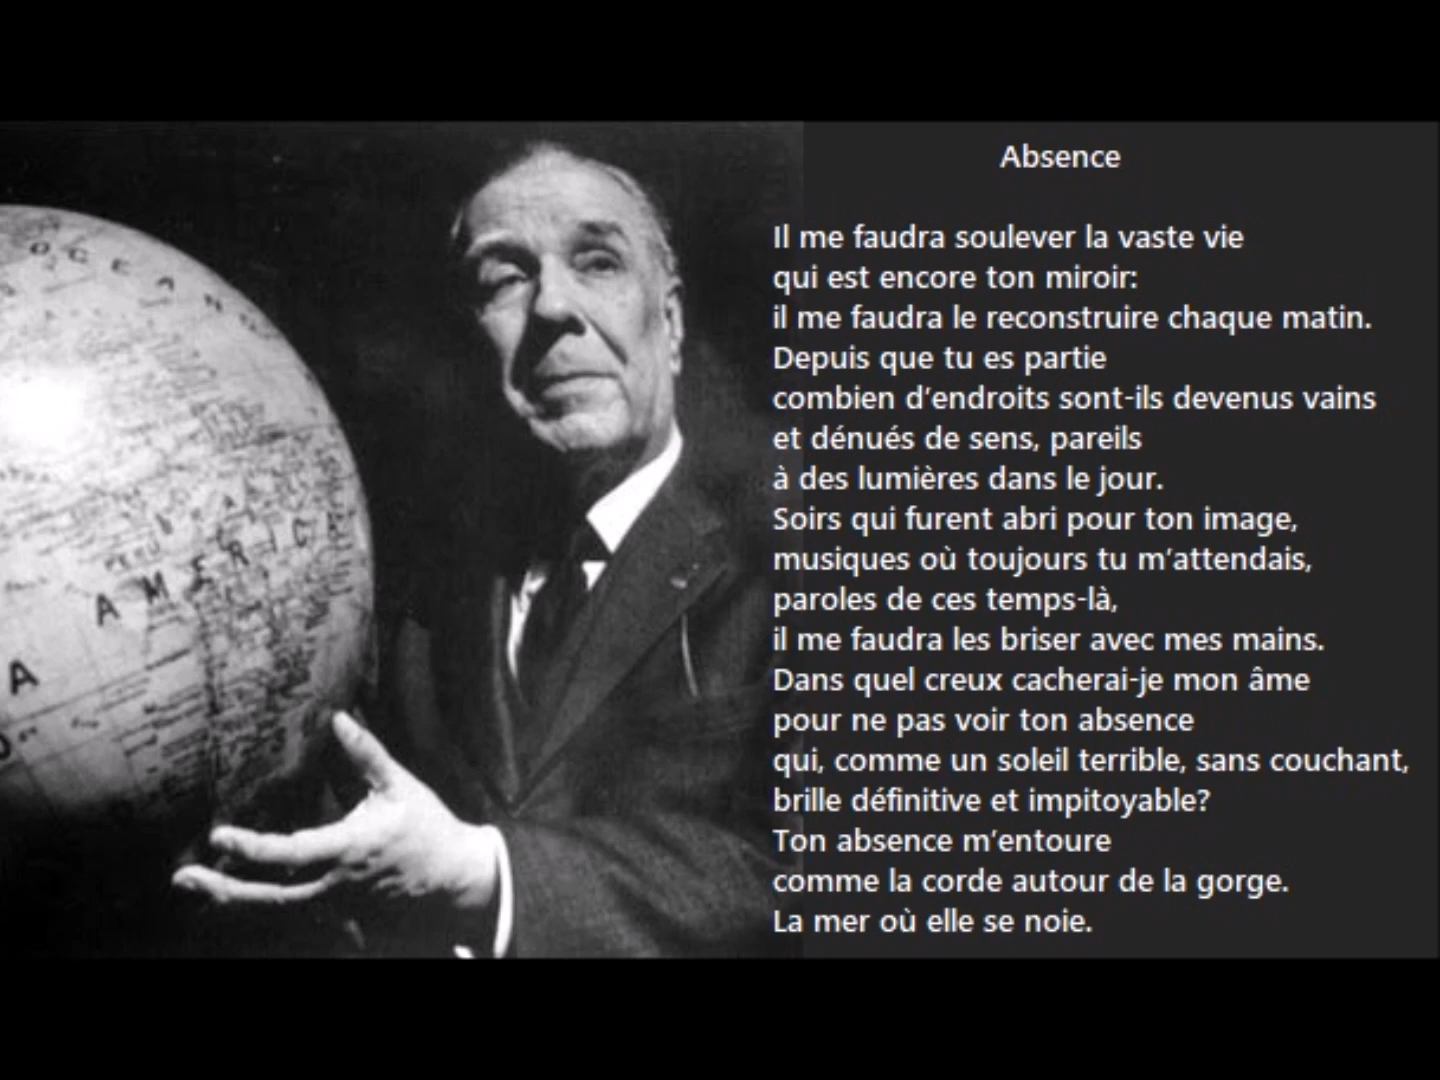 Absence
Il me faudra soulever la vaste vie
qui est encore ton miroir:
il me faudra le reconstruire chaque matin.
Depuis que tu es partie
combien d'endroits sont-ils devenus vains
et dénués de sens, pareils
à des lumières dans le jour.
Soirs qui furent abri pour ton image,
musiques où toujours tu m'attendais,
paroles de ces temps-là,
il me faudra les briser avec mes mains.
Dans quel creux cacherai-je mon âme
pour ne pas voir ton absence
qui, comme un soleil terrible, sans couchant,
brille définitive et impitoyable?
Ton absence m'entoure
comme la corde autour de la gorge.
La mer où elle se noie.
OCEAN
AMERIC
A